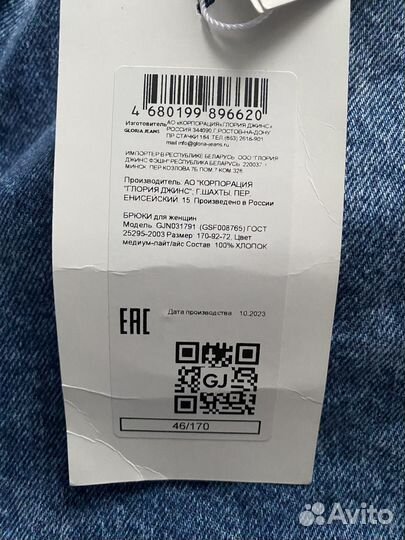 4 680199 896620
Изготовитель: АО «КОРПОРАЦИЯ«ГЛОРИЯ ДЖИНС»
GLORIA JEANS РОССИЯ 344090, Г.РОСТОВ-НА-ДОНУ
ПР.СТАЧКИ 184. ТЕЛ.(863) 2616-901
mail:info@gloria-jeans.ru
ИМПОРТЕР В РЕСПУБЛИКЕ БЕЛАРУСЬ: ООО "ГЛОРИЯ
ДЖИНС ФЭШН" РЕСПУБЛИКА БЕЛАРУСЬ, 220037 Г
МИНСК, ПЕР.КОЗЛОВА 7Б ПОМ.7 КОМ.326
Производитель: АО "КОРПОРАЦИЯ
"ГЛОРИЯ ДЖИНС", Г.ШАХТЫ, ПЕР.
ЕНИСЕЙСКИЙ, 15. Произведено в России
БРЮКИ для женщин
Модель: GJN031791 (GSF008765) ГОСТ
25295-2003 Размер: 170-92-72, Цвет:
медиум-лайт/айс Состав: 100% ХЛОПОК
EAC
Дата производства 10.2023
GJ
46/170
Avito